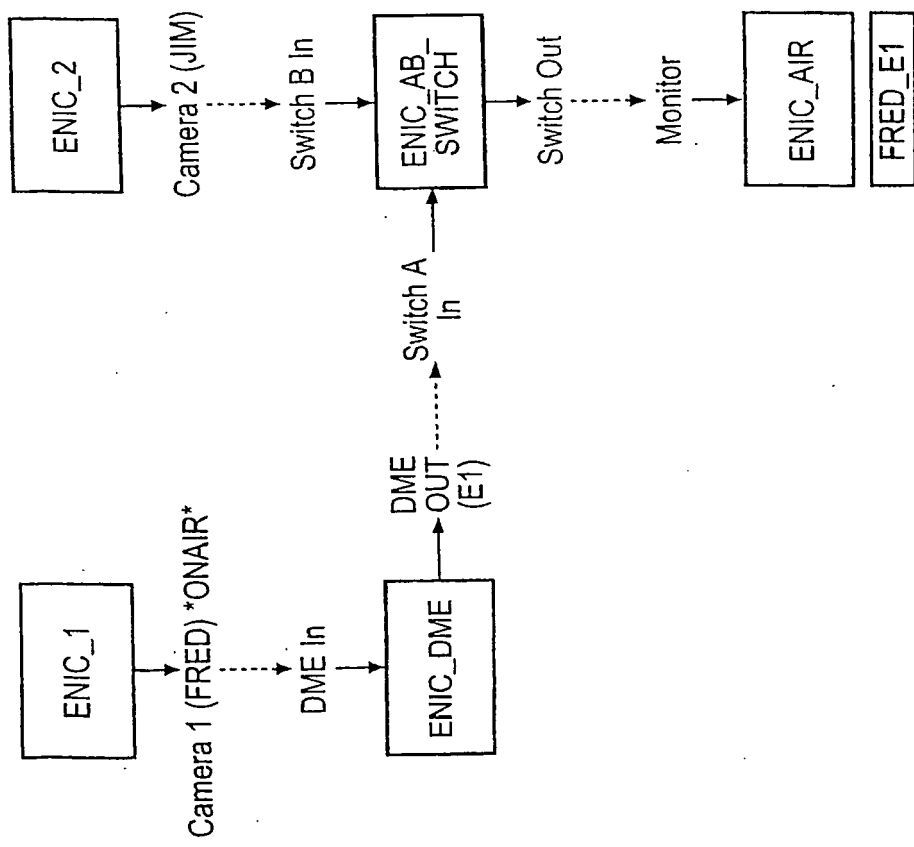 ENIC_1
Camera 1 (FRED) *ONAIR*
DME In
ENIC_DME
DME
OUT
(E1)
Switch A
In
ENIC_2
Camera 2 (JIM)
Switch B In
ENIC_AB_
SWITCH
Switch Out
Monitor
ENIC_AIR
FRED_E1